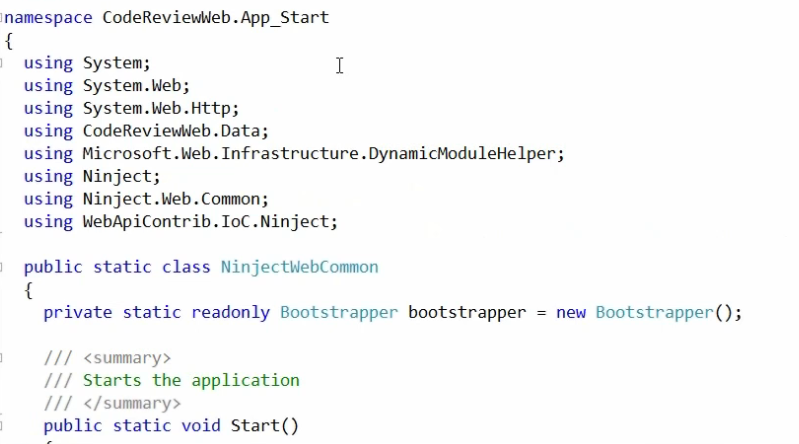 namespace CodeReviewWeb.App_Start
{
using System;
using System.Web;
using System.Web.Http;
using CodeReviewWeb.Data;
using Microsoft.Web.Infrastructure.DynamicModuleHelper;
using Ninject;
using Ninject.Web.Common;
using WebApiContrib.IoC.Ninject;
public static class NinjectWebCommon
{
private static readonly Bootstrapper bootstrapper = new Bootstrapper();
/// <summary>
/// Starts the application
/// </summary>
public static void Start()